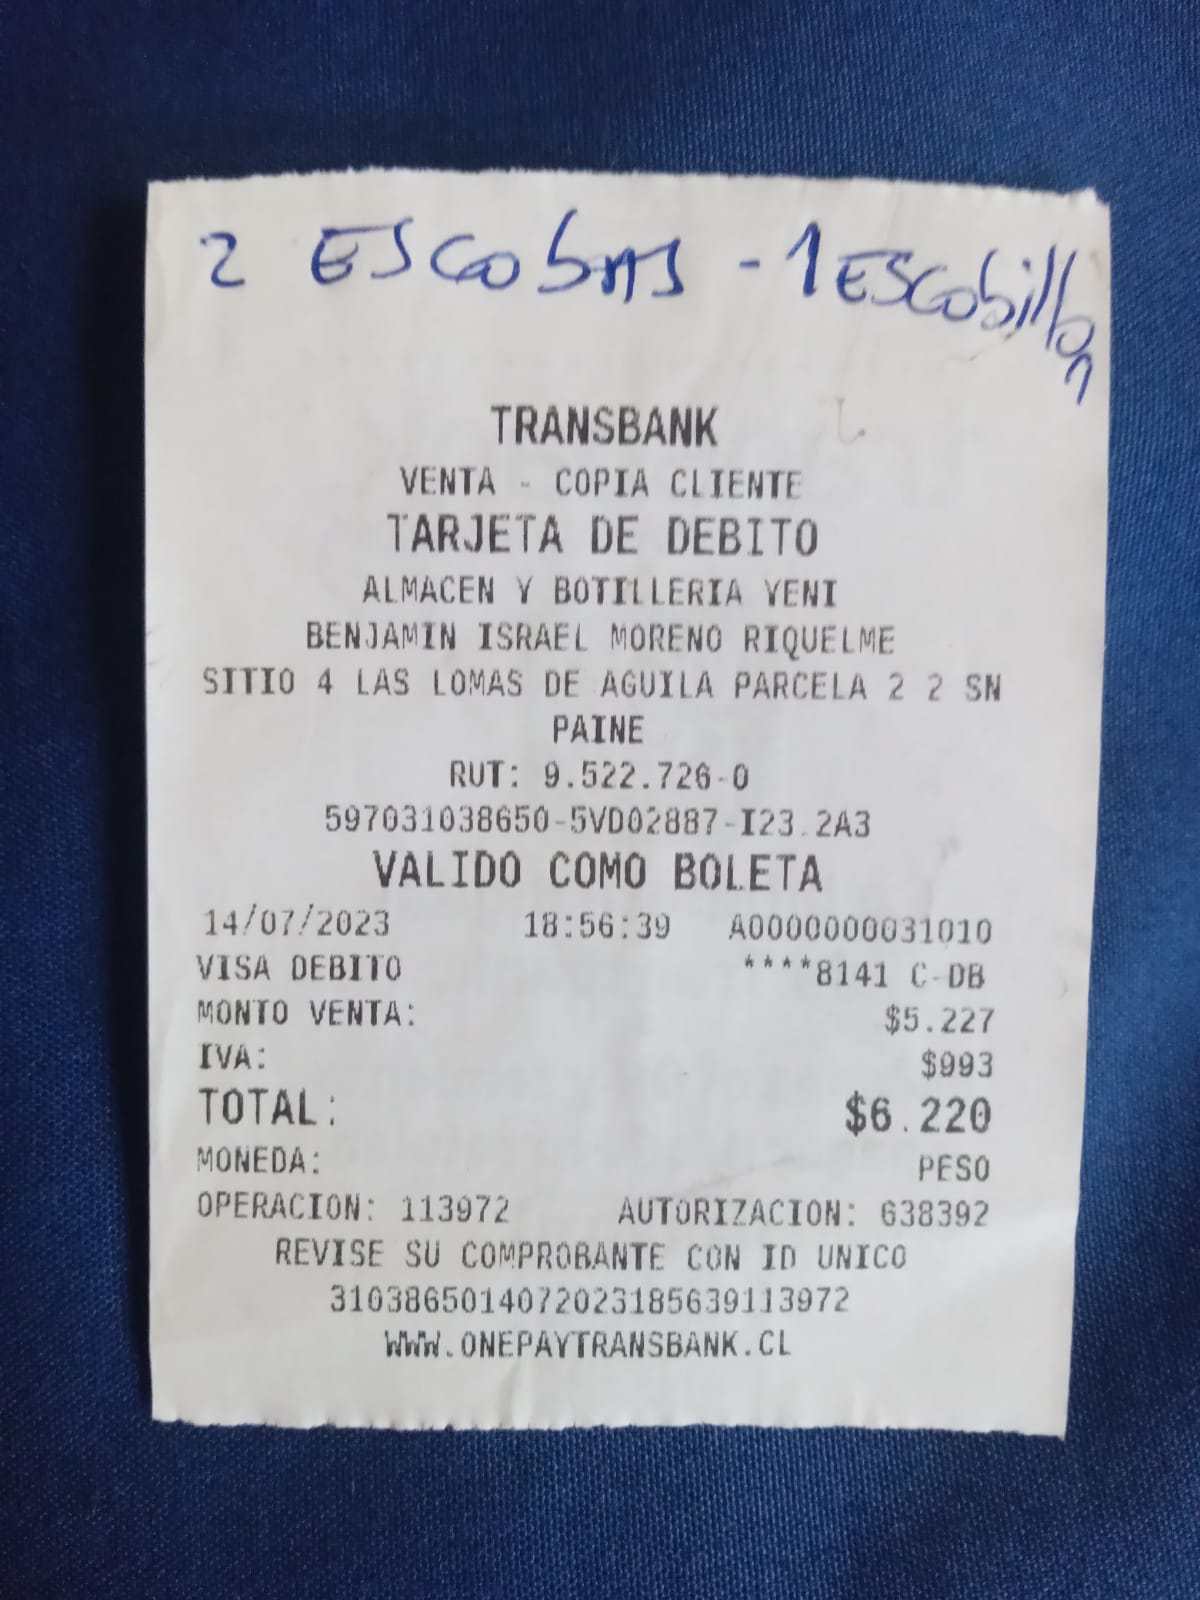 2 ESCobAS - 1 ESCobillon
TRANSBANK
VENTA - COPIA CLIENTE
TARJETA DE DEBITO
ALMACEN Y BOTILLERIA YENI
BENJAMIN ISRAEL MORENO RIQUELME
SITIO 4 LAS LOMAS DE AGUILA PARCELA 2 2 SN
PAINE
RUT: 9.522.726-0
597031038650-5VD02887-I23.2A3
VALIDO COMO BOLETA
14/07/2023 18:56:39 A0000000031010
VISA DEBITO ****8141 C-DB
MONTO VENTA: $5.227
IVA: $993
TOTAL: $6.220
MONEDA: PESO
OPERACION: 113972 AUTORIZACION: 638392
REVISE SU COMPROBANTE CON ID UNICO
3103865014072023185639113972
WWW.ONEPAYTRANSBANK.CL